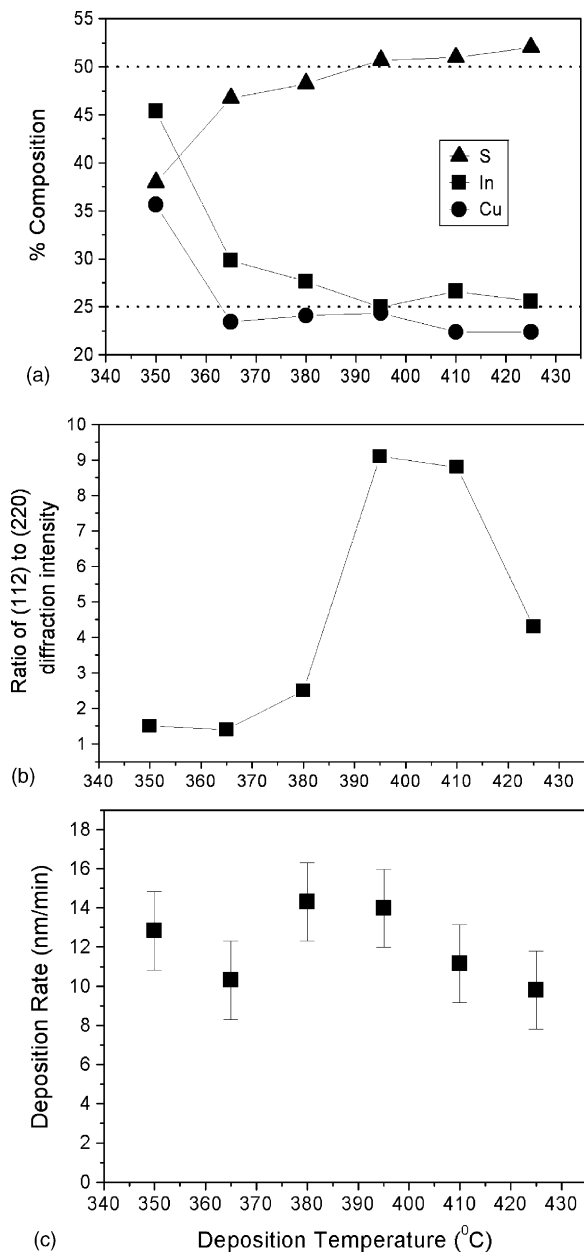 55
50
45
40
35
30
25
20
% Composition
S
In
Cu
340 350 360 370 380 390 400 410 420 430
(a)
10
9
8
7
6
5
4
3
2
1
Ratio of (112) to (220)
diffraction intensity
340 350 360 370 380 390 400 410 420 430
(b)
18
16
14
12
10
8
6
4
2
0
Deposition Rate (nm/min)
340 350 360 370 380 390 400 410 420 430
(c)
Deposition Temperature (⁰C)